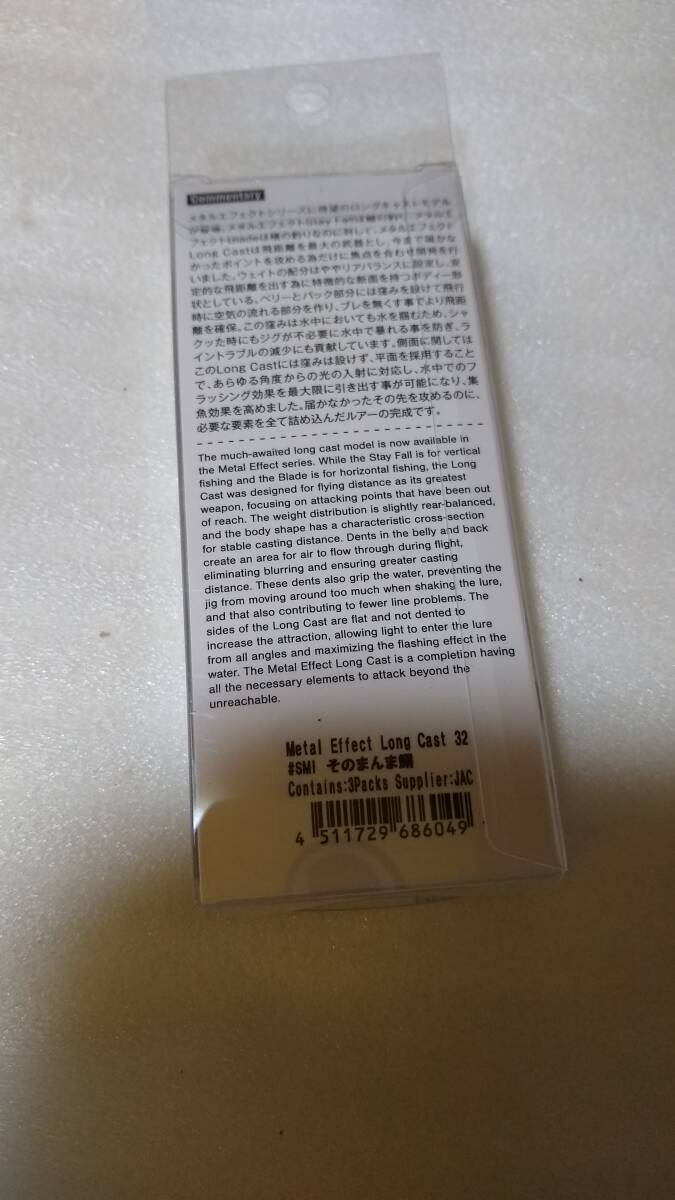 Commentary
メタルエフェクトシリーズに待望のロングキャストモデル
が登場。メタルエフェクトStay Fallは縦の釣り、メタルエ
フェクトbladeは横の釣りなのに対して、メタルエフェクト
Long Castは飛距離を最大の武器とし、今まで届かな
かったポイントを攻める為だけに焦点を合わせ開発を行
いました。ウェイトの配分はややリアバランスに設定し、安
定的な飛距離を出す為に特徴的な断面を持つボディー形
状としている。ベリーとバック部分には窪みを設けて飛行
時に空気の流れる部分を作り、ブレを無くす事でより飛距
離を確保。この窪みは水中においても水を掴むため、シャ
クッた時にもジグが不必要に水中で暴れる事を防ぎ、ラ
イントラブルの減少にも貢献しています。側面に関しては
このLong Castには窪みは設けず、平面を採用すること
で、あらゆる角度からの光の入射に対応し、水中でのフ
ラッシング効果を最大限に引き出す事が可能になり、集
魚効果を高めました。届かなかったその先を攻めるのに、
必要な要素を全て詰め込んだルアーの完成です。
The much-awaited long cast model is now available in
the Metal Effect series. While the Stay Fall is for vertical
fishing and the Blade is for horizontal fishing, the Long
Cast was designed for flying distance as its greatest
weapon, focusing on attacking points that have been out
of reach. The weight distribution is slightly rear-balanced,
and the body shape has a characteristic cross-section
for stable casting distance. Dents in the belly and back
create an area for air to flow through during flight,
eliminating blurring and ensuring greater casting
distance. These dents also grip the water, preventing the
jig from moving around too much when shaking the lure,
and that also contributing to fewer line problems. The
sides of the Long Cast are flat and not dented to
increase the attraction, allowing light to enter the lure
from all angles and maximizing the flashing effect in the
water. The Metal Effect Long Cast is a completion having
all the necessary elements to attack beyond the
unreachable.
Metal Effect Long Cast 32
#SMI そのまんま鰯
Contains:3Packs Supplier:JAC
4 511729 686049